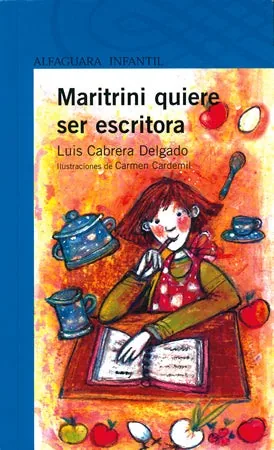 ALFAGUARA INFANTIL
Maritrini quiere
ser escritora
Luis Cabrera Delgado
Ilustraciones de Carmen Cardemil